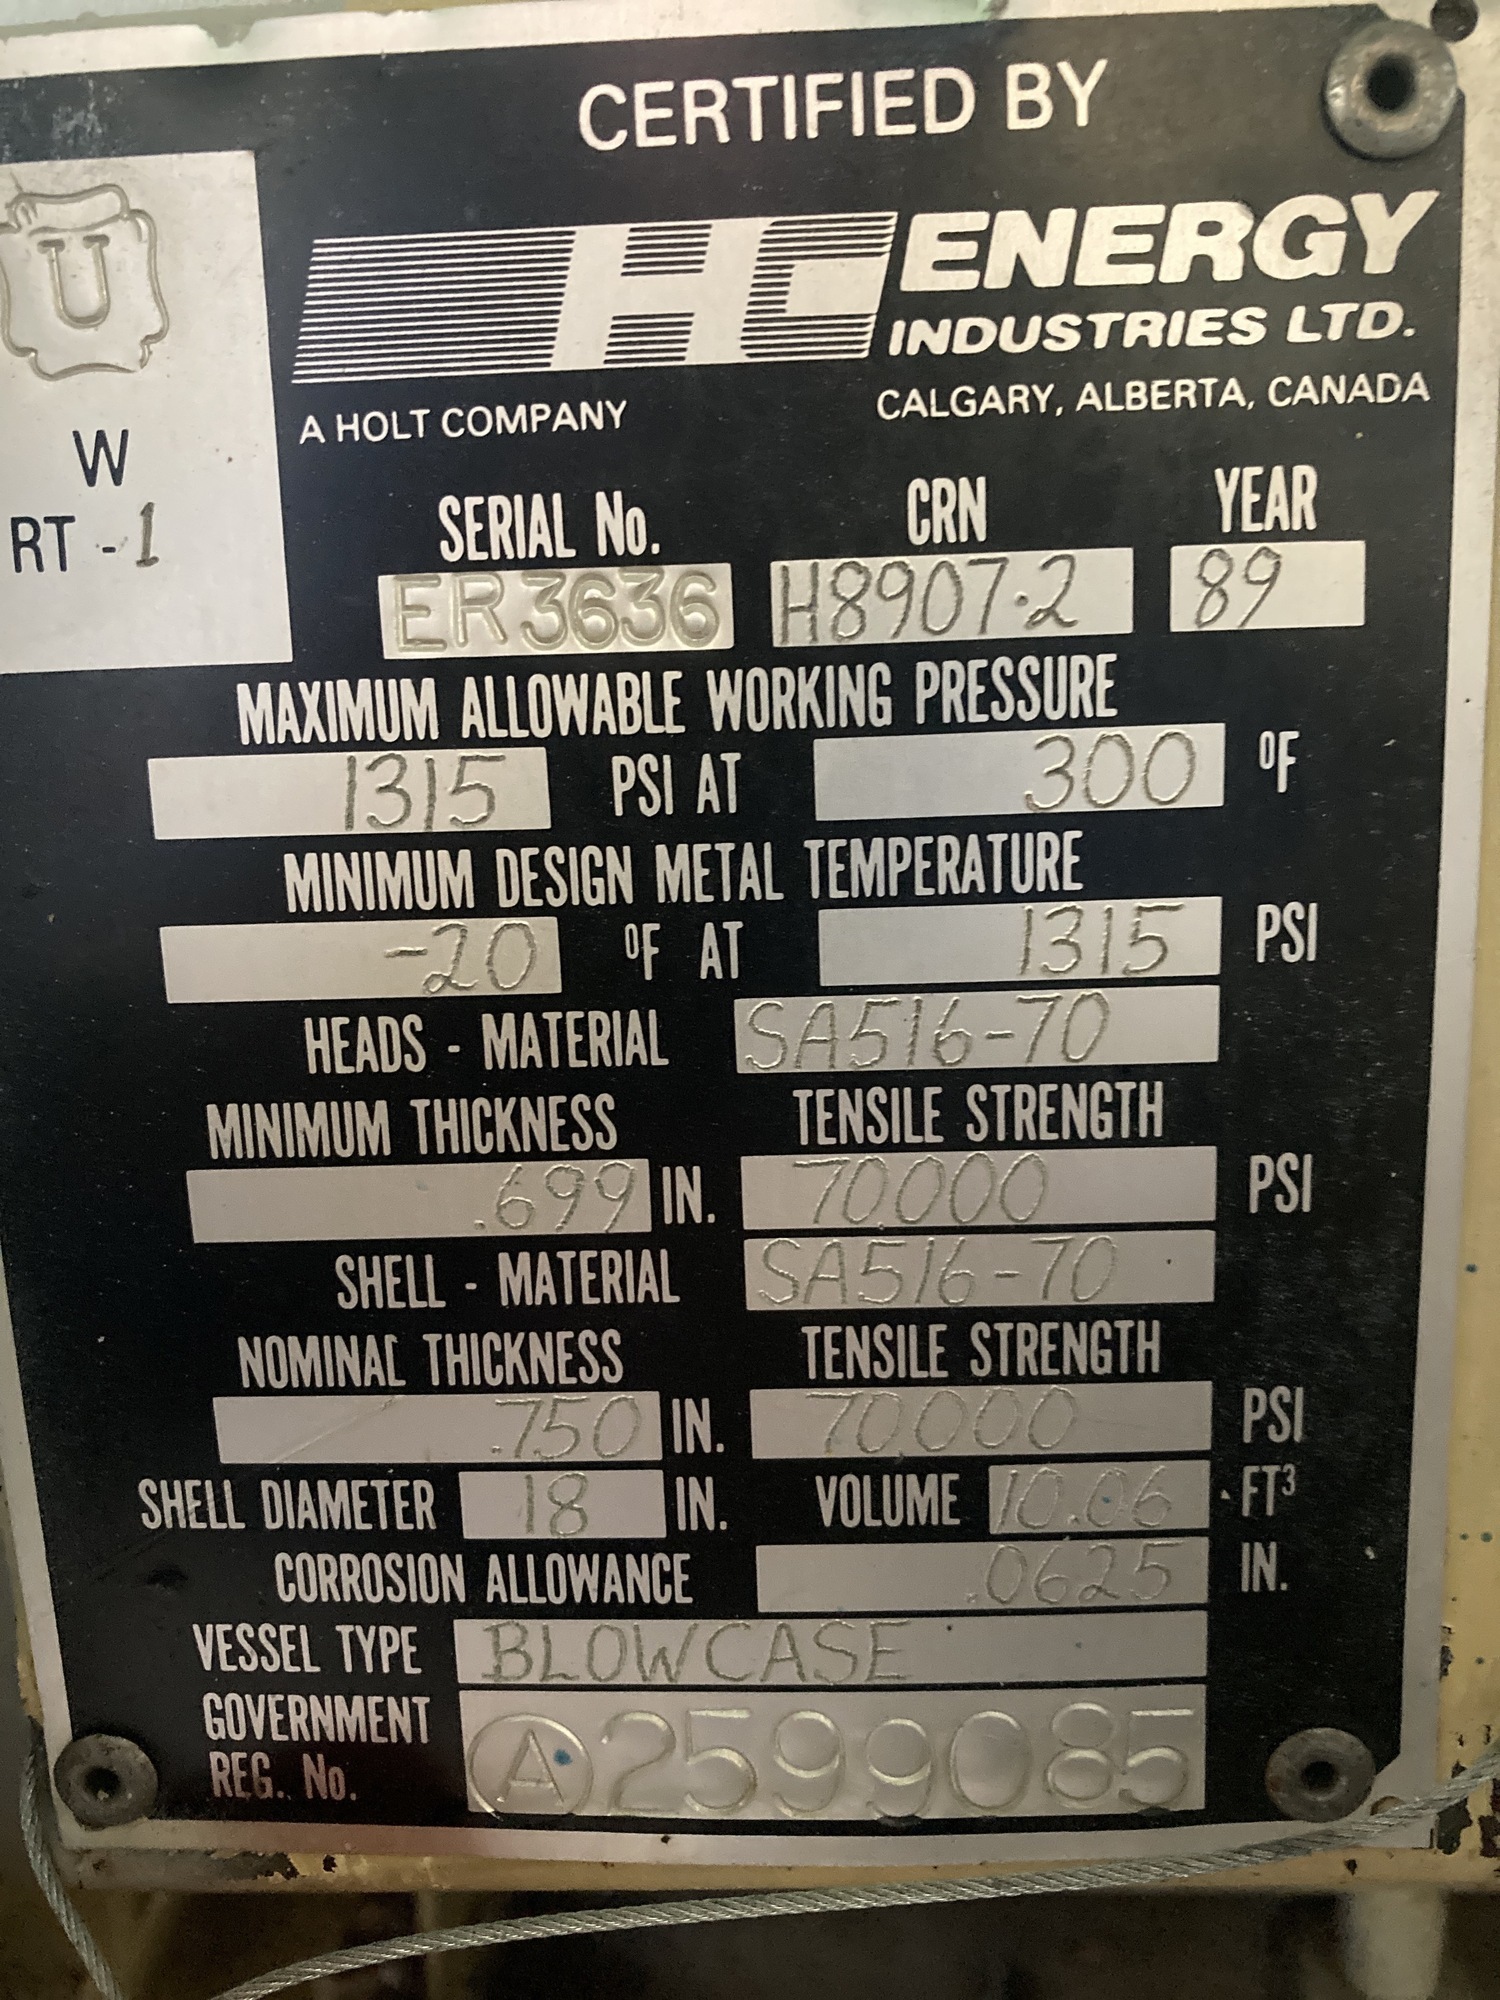 CERTIFIED BY
U
HC ENERGY
INDUSTRIES LTD.
A HOLT COMPANY
CALGARY, ALBERTA, CANADA
W
RT - 1
SERIAL No. CRN YEAR
ER3636 H8907.2 89
MAXIMUM ALLOWABLE WORKING PRESSURE
1315 PSI AT 300 °F
MINIMUM DESIGN METAL TEMPERATURE
-20 °F AT 1315 PSI
HEADS - MATERIAL SA516-70
MINIMUM THICKNESS TENSILE STRENGTH
.699 IN. 70,000 PSI
SHELL - MATERIAL SA516-70
NOMINAL THICKNESS TENSILE STRENGTH
.750 IN. 70,000 PSI
SHELL DIAMETER 18 IN. VOLUME 10.06 FT³
CORROSION ALLOWANCE .0625 IN.
VESSEL TYPE BLOWCASE
GOVERNMENT
REG. No. Ⓐ2599085